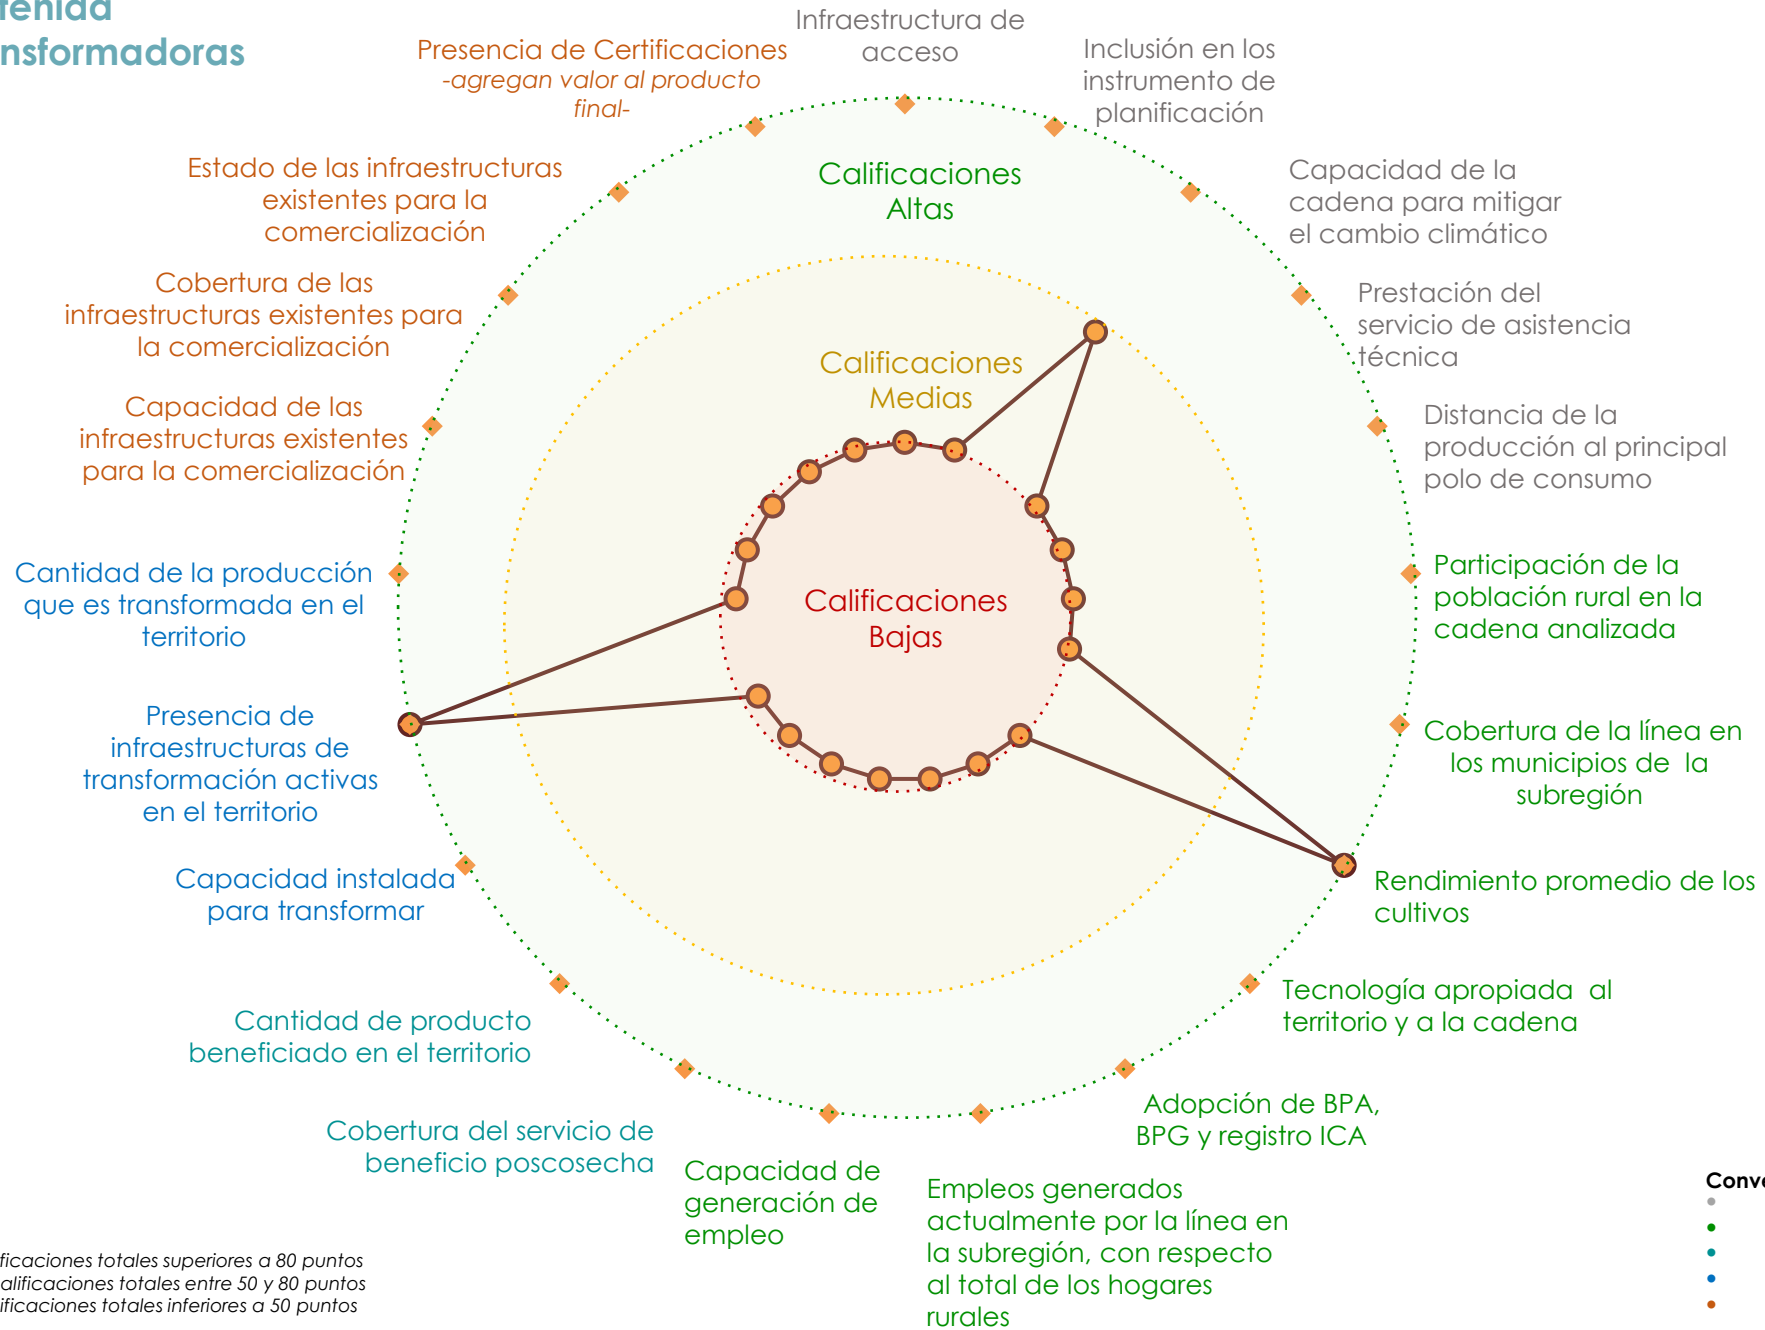 tenida
nsformadoras
Infraestructura de
acceso
Presencia de Certificaciones
-agregan valor al producto
final-
Inclusión en los
instrumento de
planificación
Estado de las infraestructuras
existentes para la
comercialización
Calificaciones
Altas
Capacidad de la
cadena para mitigar
el cambio climático
Cobertura de las
infraestructuras existentes para
la comercialización
Prestación del
servicio de asistencia
técnica
Calificaciones
Medias
Capacidad de las
infraestructuras existentes
para la comercialización
Distancia de la
producción al principal
polo de consumo
Cantidad de la producción
que es transformada en el
territorio
Calificaciones
Bajas
Participación de la
población rural en la
cadena analizada
Presencia de
infraestructuras de
transformación activas
en el territorio
Cobertura de la línea en
los municipios de la
subregión
Capacidad instalada
para transformar
Rendimiento promedio de los
cultivos
Cantidad de producto
beneficiado en el territorio
Tecnología apropiada al
territorio y a la cadena
Cobertura del servicio de
beneficio poscosecha
Adopción de BPA,
BPG y registro ICA
Capacidad de
generación de
empleo
Empleos generados
actualmente por la línea en
la subregión, con respecto
al total de los hogares
rurales
Conve
ficaciones totales superiores a 80 puntos
alificaciones totales entre 50 y 80 puntos
ificaciones totales inferiores a 50 puntos